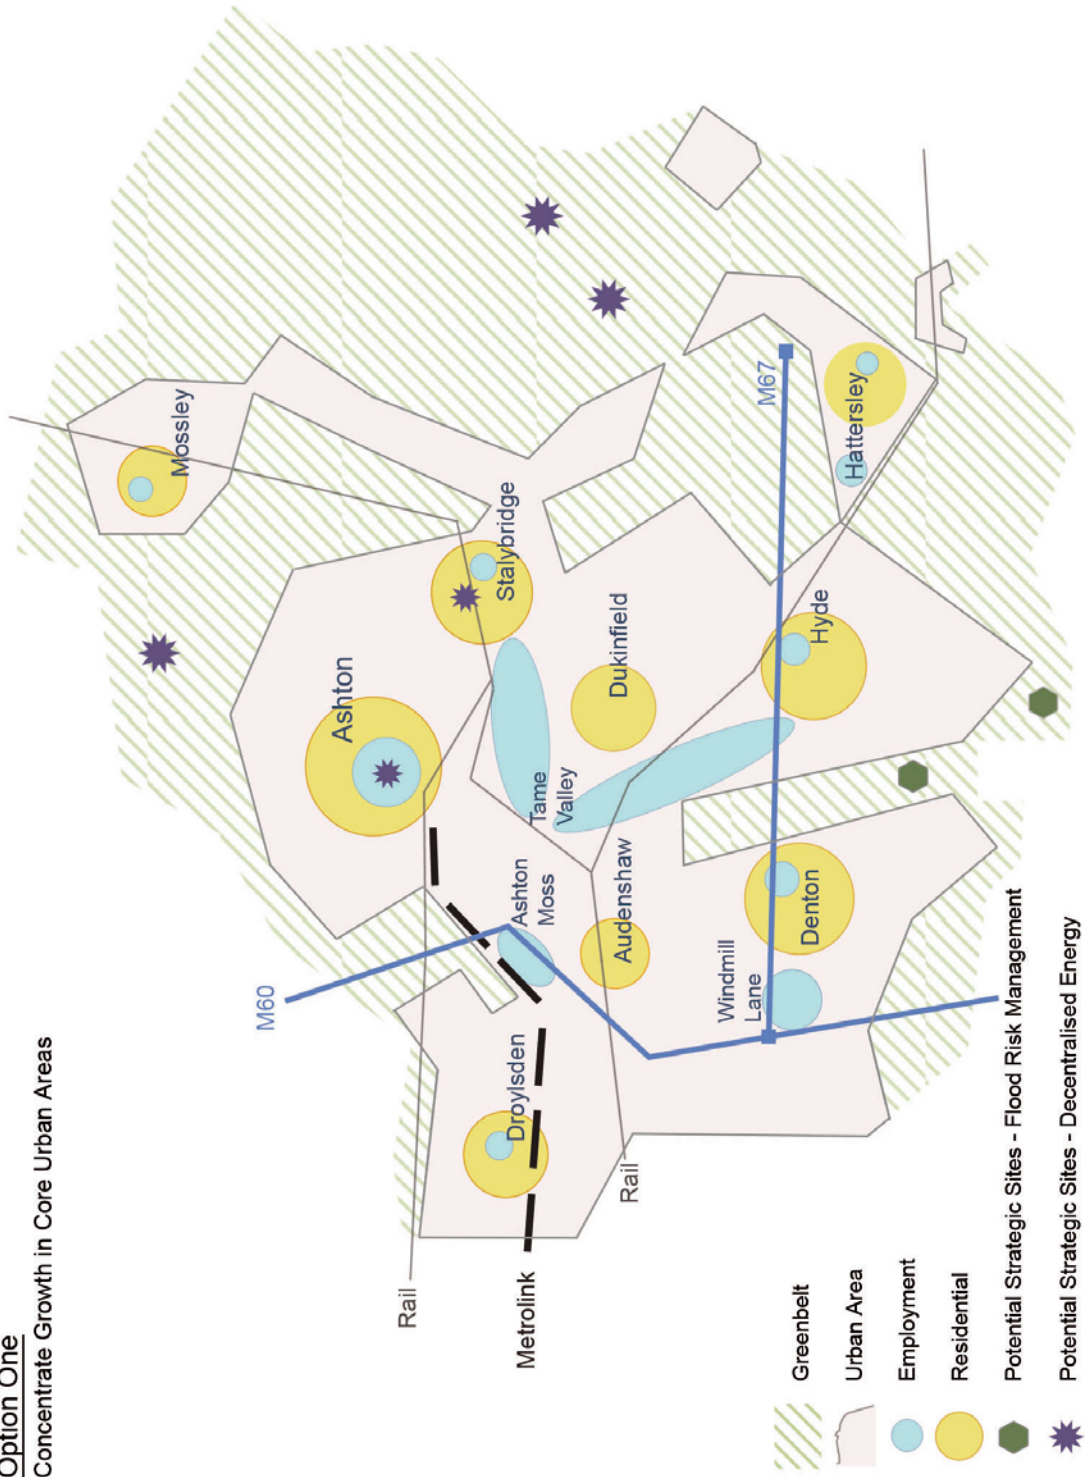 Option One
Concentrate Growth in Core Urban Areas
Mossley
Stalybridge
Ashton
Dukinfield
Tame
Valley
Ashton
Moss
Audenshaw
Droylsden
Hattersley
Hyde
Denton
Windmill
Lane
M60
M67
Rail
Rail
Metrolink
Greenbelt
Urban Area
Employment
Residential
Potential Strategic Sites - Flood Risk Management
Potential Strategic Sites - Decentralised Energy